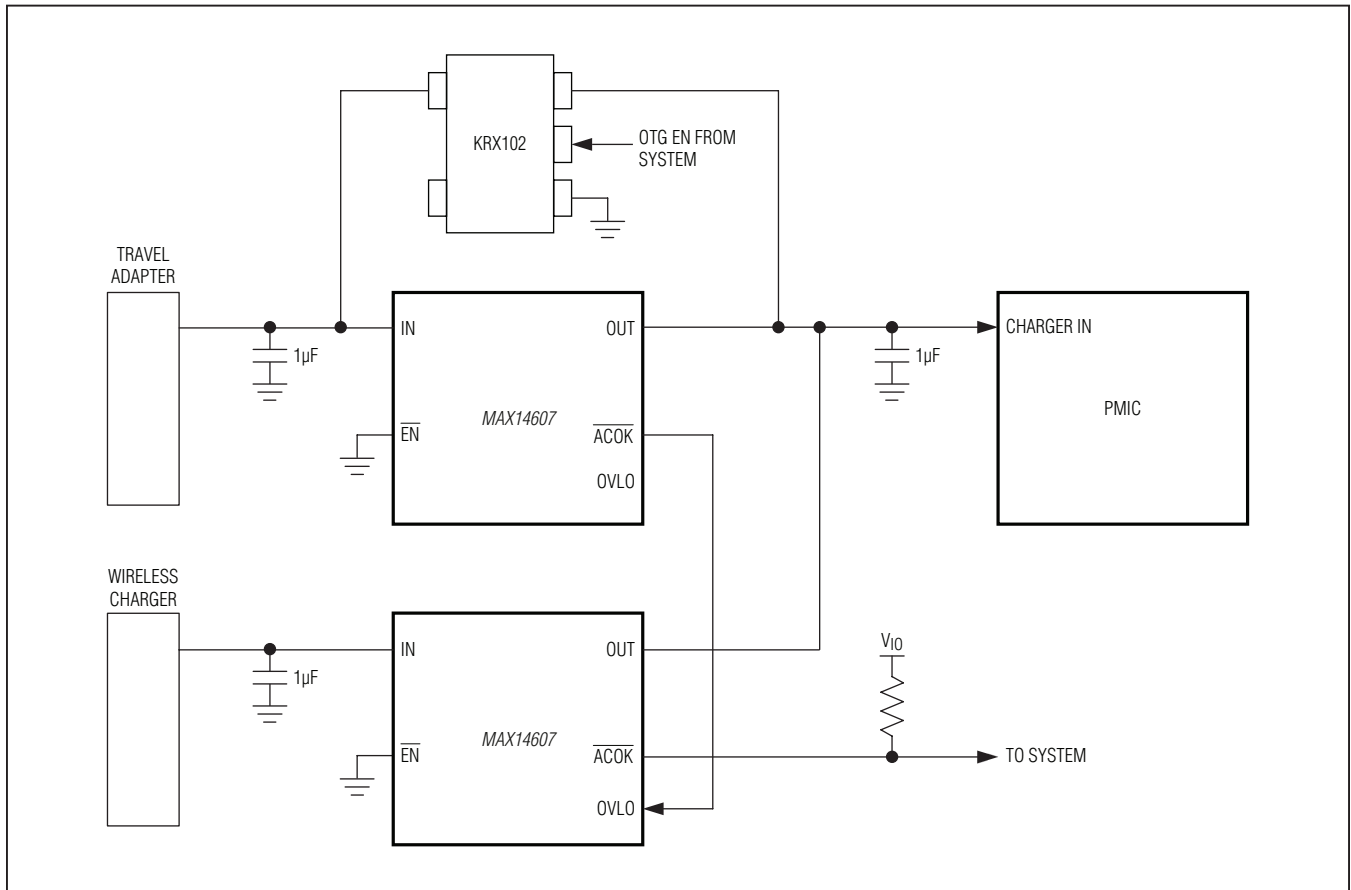 KRX102
OTG EN FROM
SYSTEM
TRAVEL
ADAPTER
IN
OUT
CHARGER IN
1µF
1µF
MAX14607
PMIC
EN
ACOK
OVLO
WIRELESS
CHARGER
IN
OUT
VIO
1µF
MAX14607
EN
ACOK
TO SYSTEM
OVLO